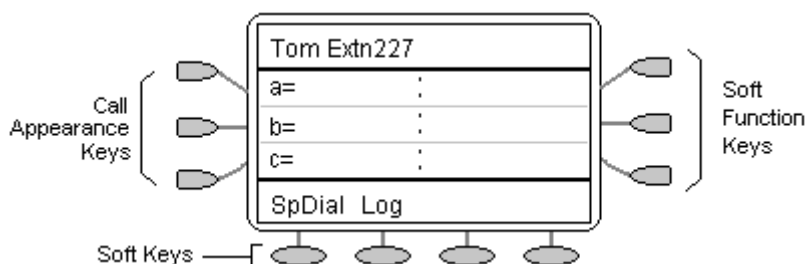 Tom Extn227
a= :
b= :
c= :
SpDial Log
Call
Appearance
Keys
Soft
Function
Keys
Soft Keys